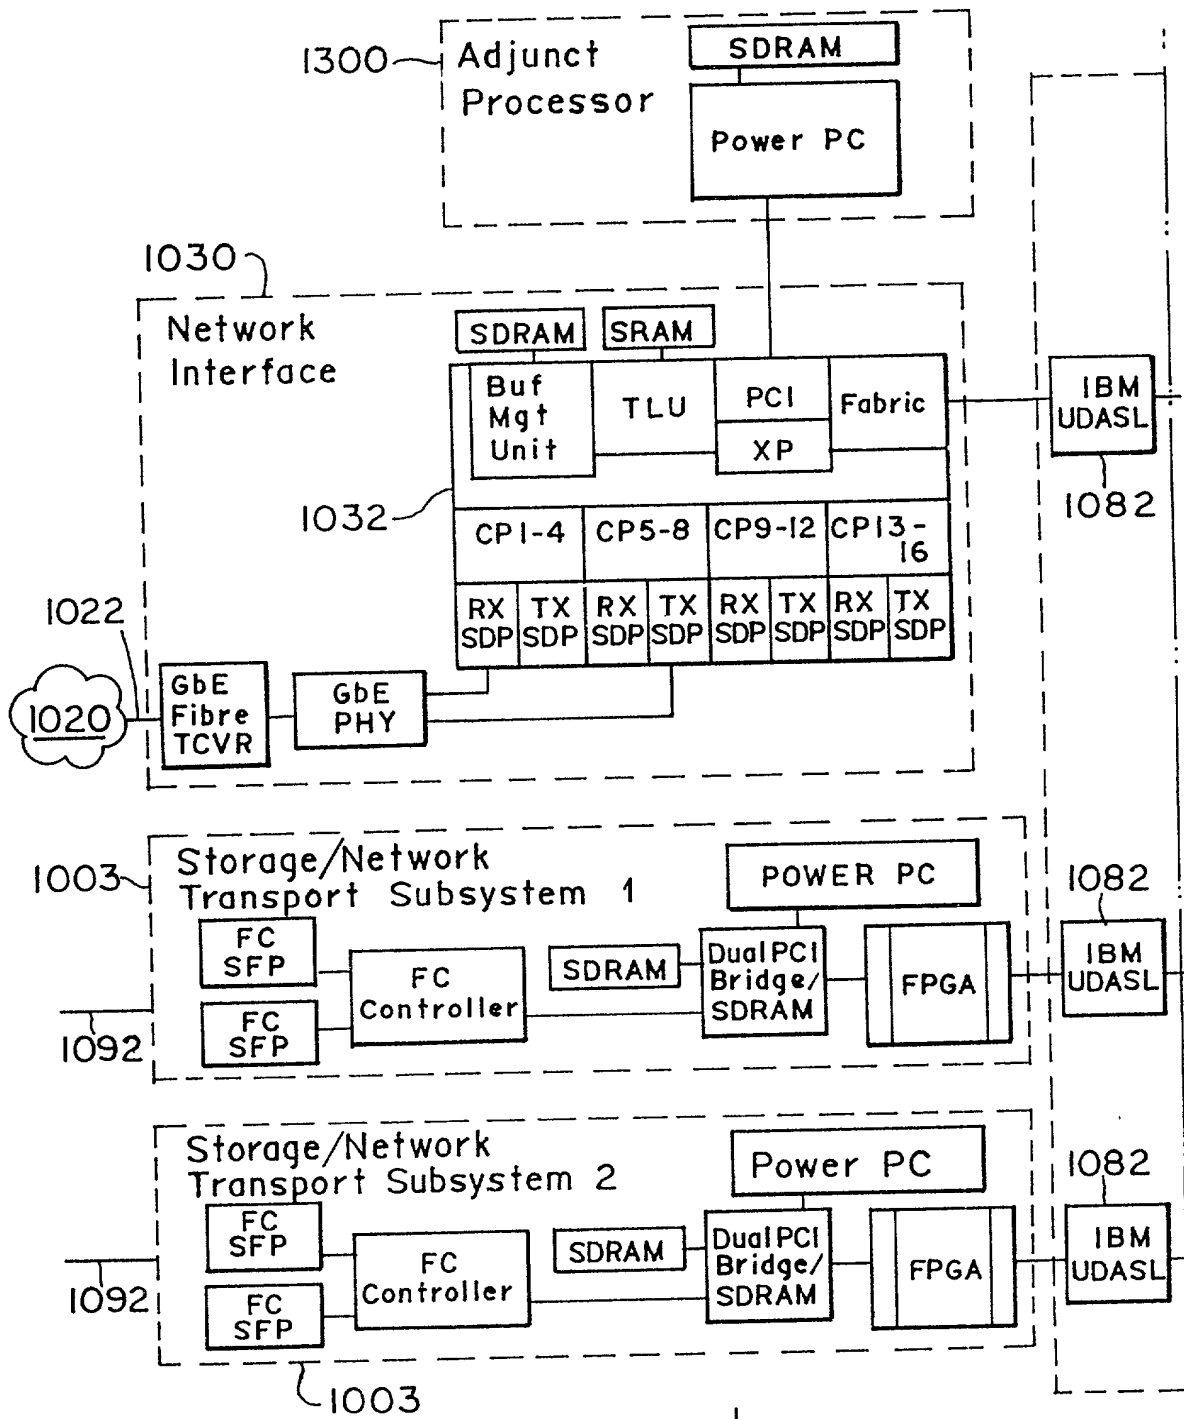 1300
Adjunct
Processor
SDRAM
Power PC
1030
Network
Interface
SDRAM
SRAM
Buf
Mgt
Unit
TLU
PCI
XP
Fabric
IBM
UDASL
1082
1032
CP1-4
CP5-8
CP9-12
CP13-
16
RX
SDP
TX
SDP
RX
SDP
TX
SDP
RX
SDP
TX
SDP
RX
SDP
TX
SDP
1022
1020
GbE
Fibre
TCVR
GbE
PHY
1003
Storage/Network
Transport Subsystem 1
POWER PC
1082
FC
SFP
FC
SFP
FC
Controller
SDRAM
Dual PCI
Bridge/
SDRAM
FPGA
IBM
UDASL
1092
Storage/Network
Transport Subsystem 2
Power PC
1082
FC
SFP
FC
SFP
FC
Controller
SDRAM
Dual PCI
Bridge/
SDRAM
FPGA
IBM
UDASL
1092
1003